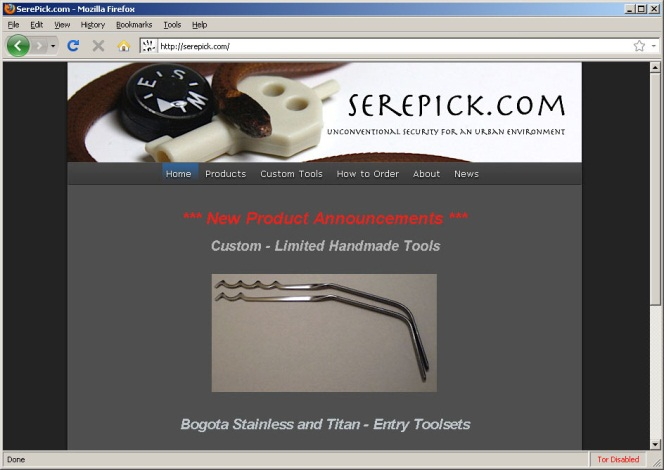 SerePick.com - Mozilla Firefox
File Edit View History Bookmarks Tools Help
http://serepick.com/
E S W
SEREPICK.COM
UNCONVENTIONAL SECURITY FOR AN URBAN ENVIRONMENT
Home Products Custom Tools How to Order About News
*** New Product Announcements ***
Custom - Limited Handmade Tools
Bogota Stainless and Titan - Entry Toolsets
Done Tor Disabled